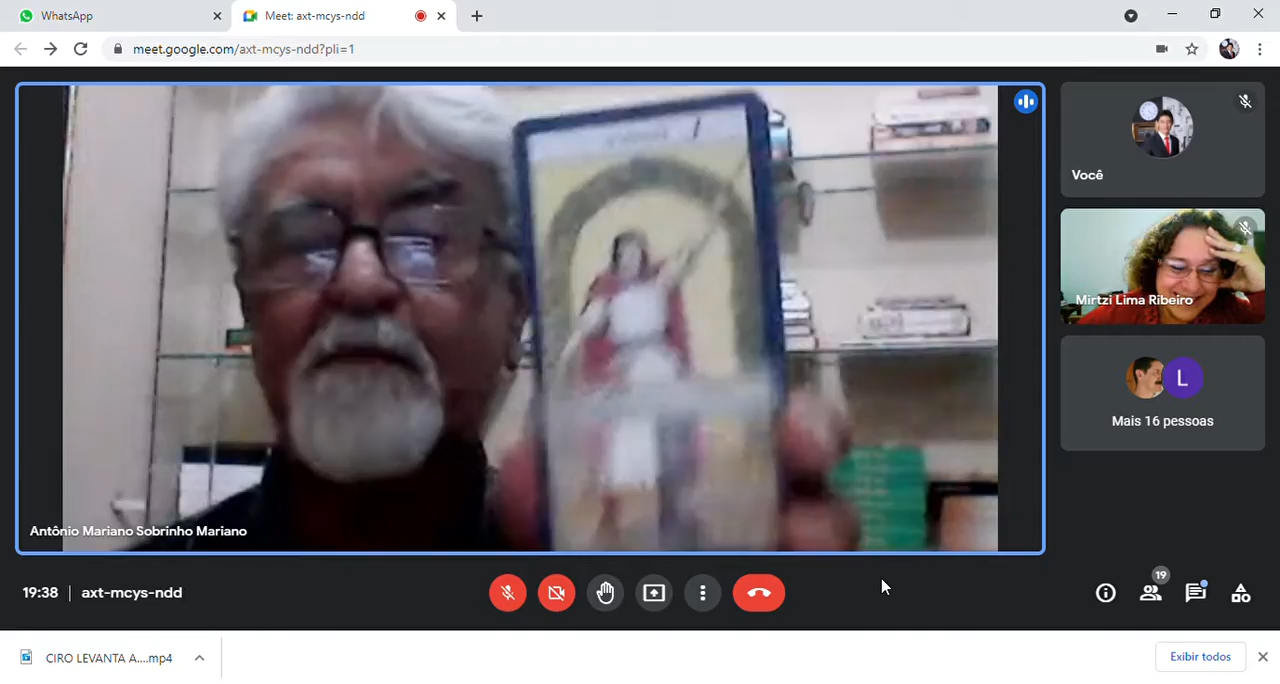 WhatsApp
Meet: axt-mcys-ndd
meet.google.com/axt-mcys-ndd?pli=1
Você
Mirtzi Lima Ribeiro
L
Mais 16 pessoas
Antônio Mariano Sobrinho Mariano
19:38 | axt-mcys-ndd
19
CIRO LEVANTA A....mp4
Exibir todos